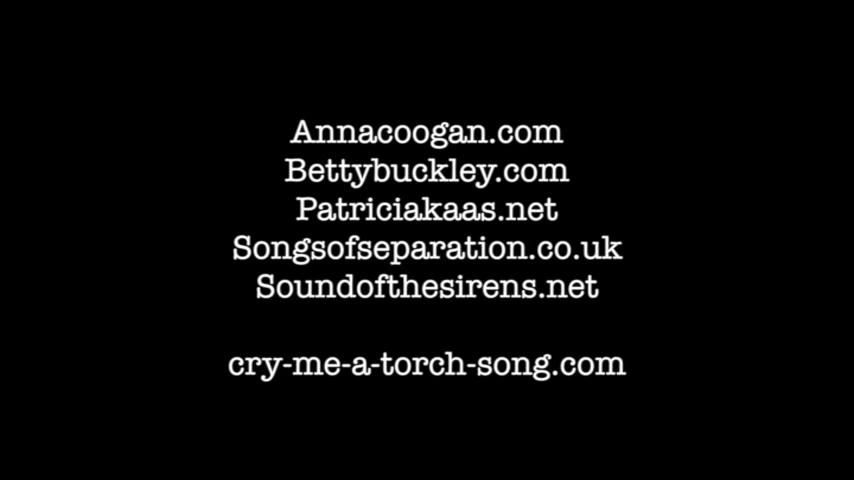 Annacoogan.com
Bettybuckley.com
Patriciakaas.net
Songsofseparation.co.uk
Soundofthesirens.net
cry-me-a-torch-song.com